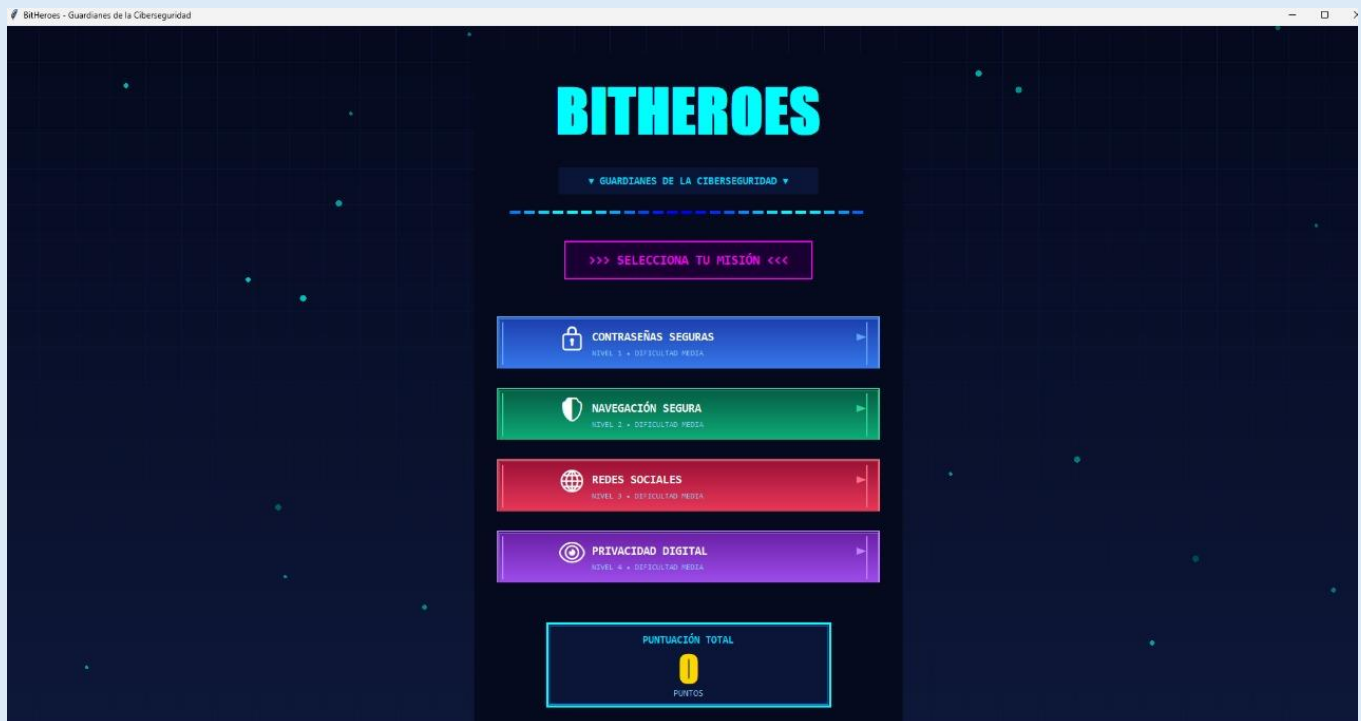 BitHeroes - Guardianes de la Ciberseguridad
BITHEROES
▼ GUARDIANES DE LA CIBERSEGURIDAD ▼
>>> SELECCIONA TU MISIÓN <<<
CONTRASEÑAS SEGURAS
NIVEL 1 • DIFICULTAD MEDIA
NAVEGACIÓN SEGURA
NIVEL 2 • DIFICULTAD MEDIA
REDES SOCIALES
NIVEL 3 • DIFICULTAD MEDIA
PRIVACIDAD DIGITAL
NIVEL 4 • DIFICULTAD MEDIA
PUNTUACIÓN TOTAL
0
PUNTOS